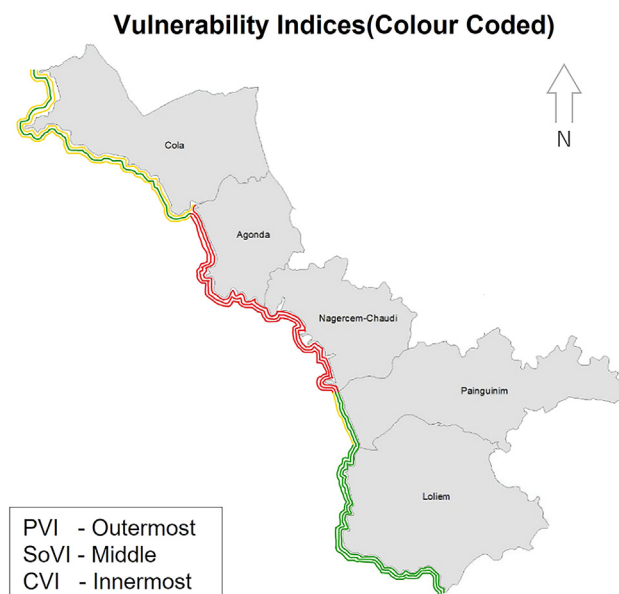 Vulnerability Indices(Colour Coded)
N
Cola
Agonda
Nagercem-Chaudi
Painguinim
Loliem
PVI - Outermost
SoVI - Middle
CVI - Innermost